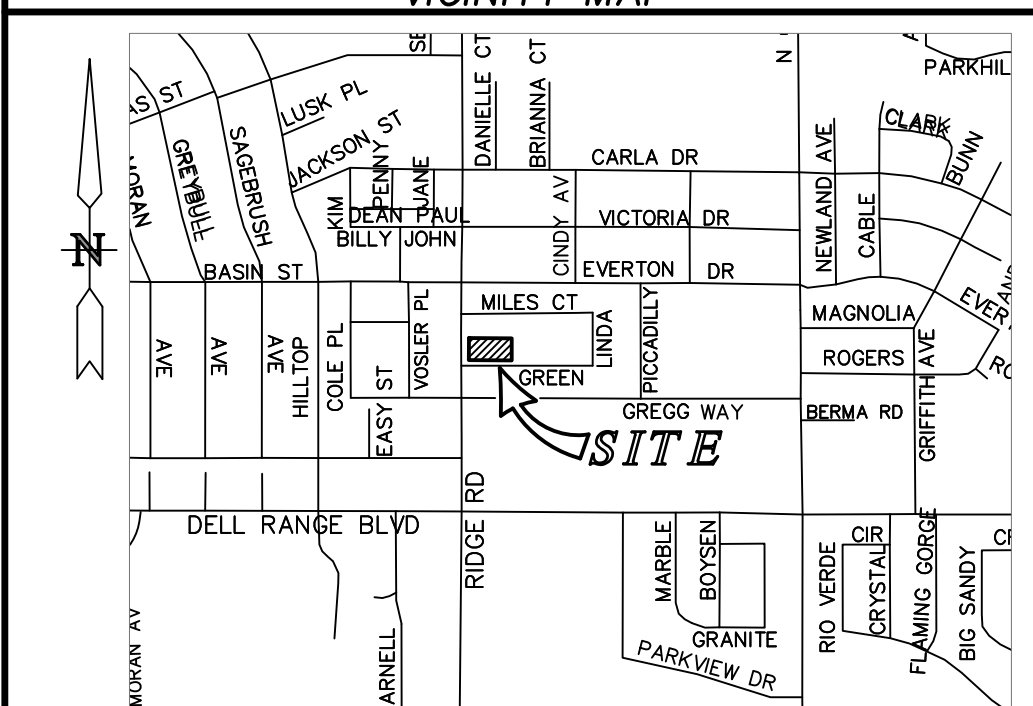 VICINITY MAP
SE
DANIELLE CT
BRIANNA CT
N
PARKHIL
AS ST
LUSK PL
JACKSON ST
CLARK
BUNN
MORAN
GREYBULL
SAGEBRUSH
KIM
PENNY
JANE
CARLA DR
CINDY AV
NEWLAND AVE
CABLE
DEAN PAUL
VICTORIA DR
BILLY JOHN
N
BASIN ST
EVERTON DR
EVER
MILES CT
LINDA
PICCADILLY
MAGNOLIA
AVE
AVE
AVE
HILLTOP
COLE PL
VOSLER PL
EASY ST
GREEN
ROGERS
RO
GRIFFITH AVE
GREGG WAY
BERMA RD
SITE
RIDGE RD
DELL RANGE BLVD
MARBLE
BOYSEN
RIO VERDE
CIR
CRYSTAL
FLAMING GORGE
BIG SANDY
MORAN AV
ARNELL
GRANITE
PARKVIEW DR